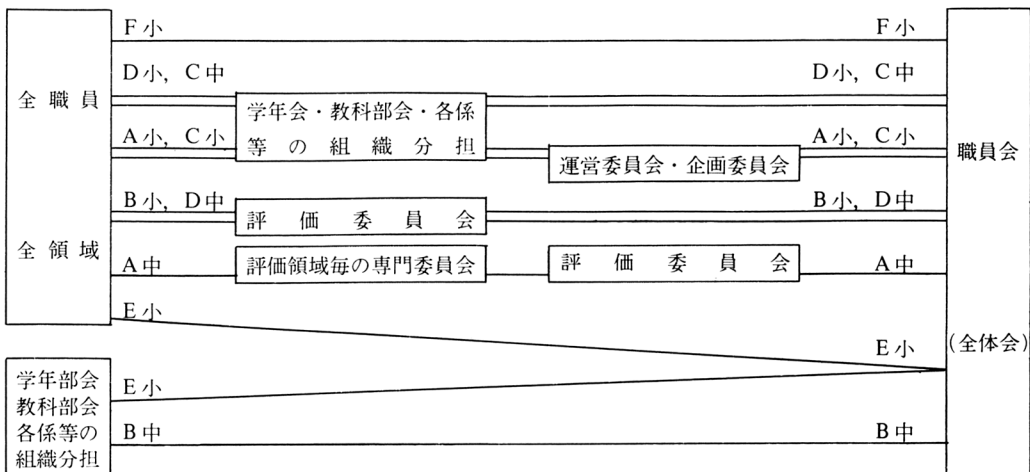 F小 F小
D小，C中 D小，C中
全職員
学年会・教科部会・各係
等の組織分担
A小，C小 A小，C小
職員会
運営委員会・企画委員会
B小，D中 B小，D中
評価委員会
全領域
A中 評価領域毎の専門委員会 評価委員会 A中
E小
E小
(全体会)
学年部会
教科部会
各係等の
組織分担
E小
B中 B中